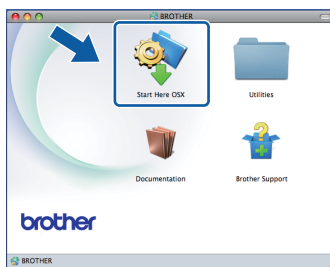 BROTHER
Start Here OSX
Utilities
Documentation
Brother Support
brother
BROTHER